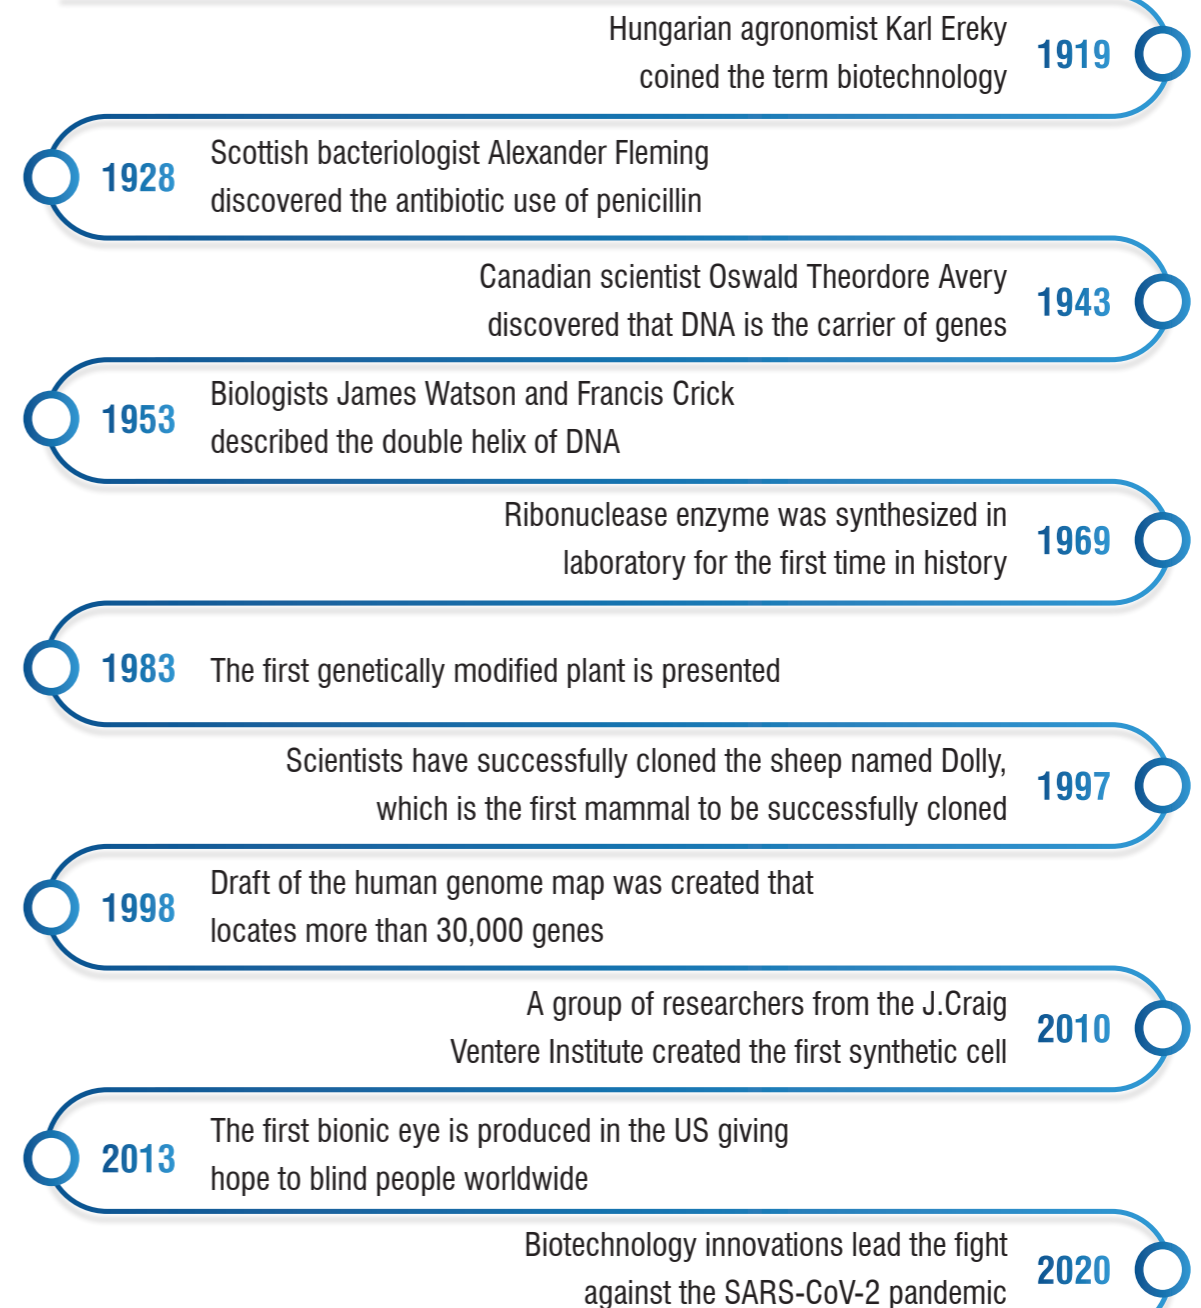 Hungarian agronomist Karl Ereky
coined the term biotechnology
1919
1928
Scottish bacteriologist Alexander Fleming
discovered the antibiotic use of penicillin
Canadian scientist Oswald Theordore Avery
discovered that DNA is the carrier of genes
1943
1953
Biologists James Watson and Francis Crick
described the double helix of DNA
Ribonuclease enzyme was synthesized in
laboratory for the first time in history
1969
1983
The first genetically modified plant is presented
Scientists have successfully cloned the sheep named Dolly,
which is the first mammal to be successfully cloned
1997
1998
Draft of the human genome map was created that
locates more than 30,000 genes
A group of researchers from the J.Craig
Ventere Institute created the first synthetic cell
2010
2013
The first bionic eye is produced in the US giving
hope to blind people worldwide
Biotechnology innovations lead the fight
against the SARS-CoV-2 pandemic
2020